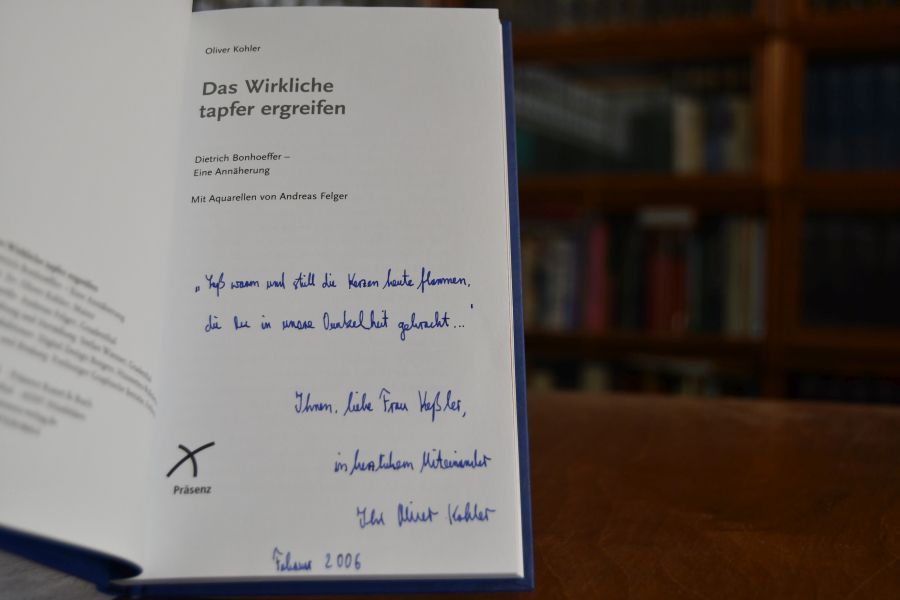 Oliver Kohler
Das Wirkliche
tapfer ergreifen
Dietrich Bonhoeffer –
Eine Annäherung
Mit Aquarellen von Andreas Felger
„Laß warm und still die Kerzen heute flammen,
die Du in unsre Dunkelheit gebracht..."
Ihnen, liebe Frau Keßler,
in herzlichem Miteinander
Ihr Oliver Kohler
Februar 2006
Präsenz